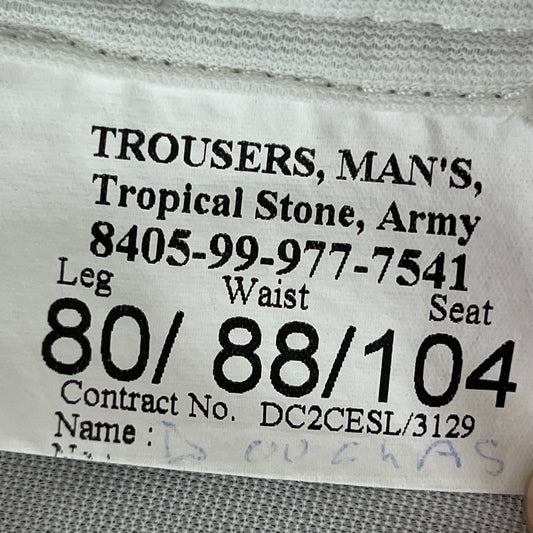 TROUSERS, MAN'S,
Tropical Stone, Army
8405-99-977-7541
Leg Waist Seat
80/ 88/104
Contract No. DC2CESL/3129
Name :